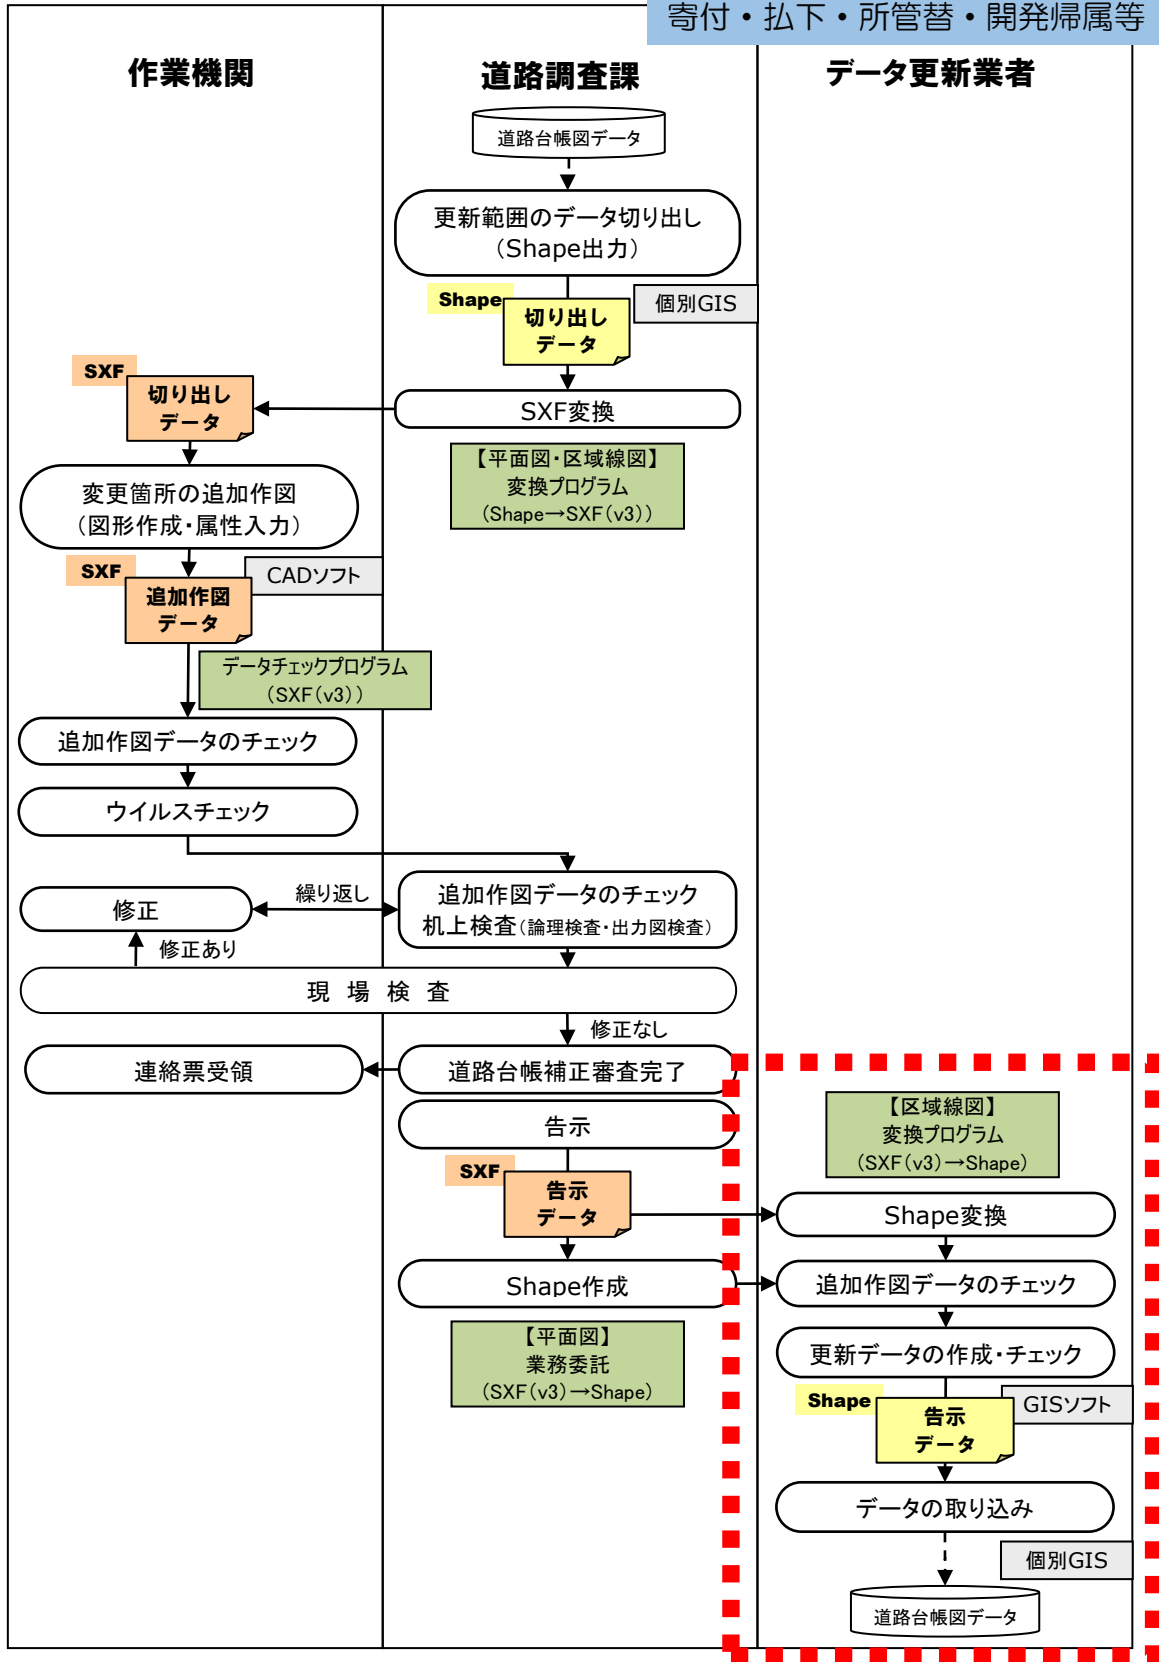 寄付・払下・所管替・開発帰属等
作業機関
道路調査課
データ更新業者
道路台帳図データ
更新範囲のデータ切り出し
（Shape出力）
Shape
個別GIS
切り出し
データ
SXF
切り出し
データ
SXF変換
【平面図・区域線図】
変換プログラム
（Shape→SXF（v3））
変更箇所の追加作図
（図形作成・属性入力）
SXF
CADソフト
追加作図
データ
データチェックプログラム
（SXF（v3））
追加作図データのチェック
ウイルスチェック
修正
繰り返し
追加作図データのチェック
机上検査（論理検査・出力図検査）
修正あり
現場検査
修正なし
連絡票受領
道路台帳補正審査完了
告示
【区域線図】
変換プログラム
（SXF（v3）→Shape）
SXF
告示
データ
Shape変換
Shape作成
追加作図データのチェック
【平面図】
業務委託
（SXF（v3）→Shape）
更新データの作成・チェック
Shape
GISソフト
告示
データ
データの取り込み
個別GIS
道路台帳図データ